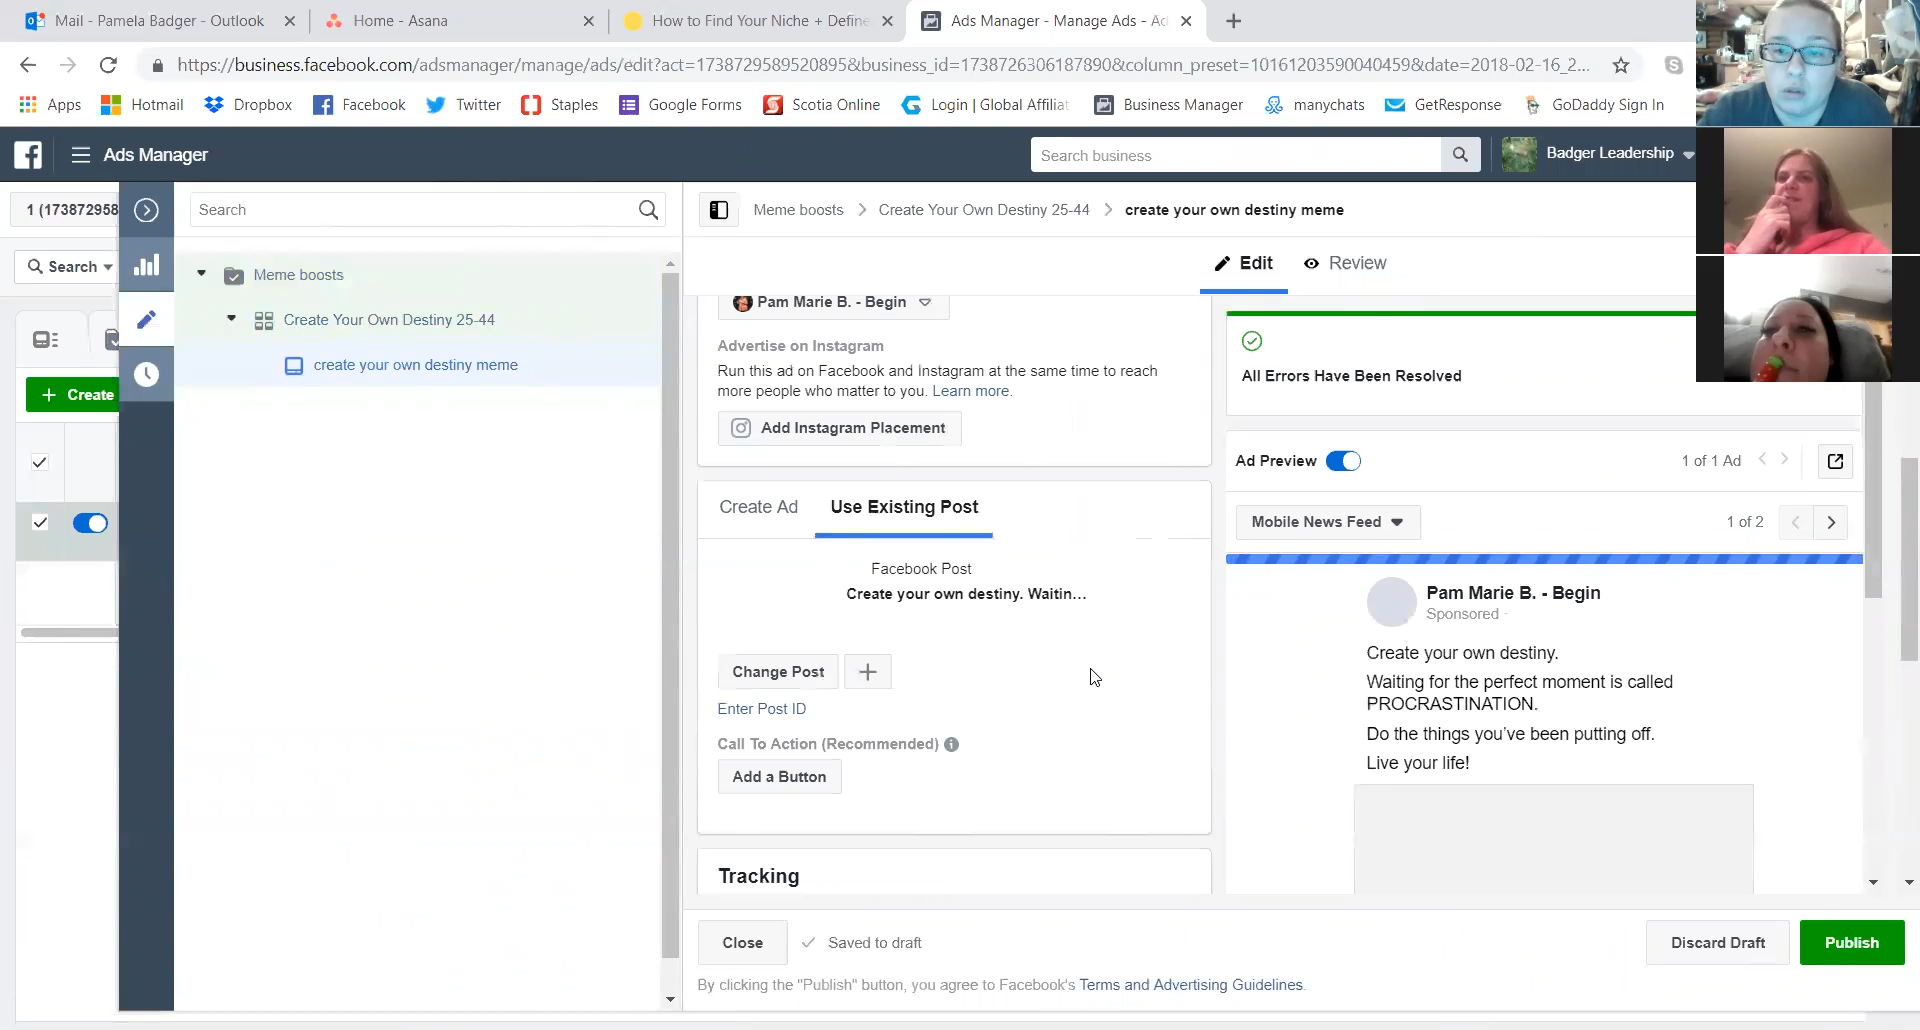 Mail - Pamela Badger - Outlook
Home - Asana
How to Find Your Niche + Define
Ads Manager - Manage Ads - Ad
https://business.facebook.com/adsmanager/manage/ads/edit?act=1738729589520895&business_id=1738726306187890&column_preset=10161203590040459&date=2018-02-16_2...
Apps
Hotmail
Dropbox
Facebook
Twitter
Staples
Google Forms
Scotia Online
Login | Global Affiliat
Business Manager
manychats
GetResponse
GoDaddy Sign In
Ads Manager
Search business
Badger Leadership
1 (173872958
Search
Meme boosts
Create Your Own Destiny 25-44
create your own destiny meme
Search
Create
Meme boosts
Create Your Own Destiny 25-44
create your own destiny meme
Edit
Review
Pam Marie B. - Begin
Advertise on Instagram
Run this ad on Facebook and Instagram at the same time to reach
more people who matter to you. Learn more.
Add Instagram Placement
All Errors Have Been Resolved
Ad Preview
1 of 1 Ad
Create Ad
Use Existing Post
Mobile News Feed
1 of 2
Facebook Post
Create your own destiny. Waitin...
Change Post
Enter Post ID
Call To Action (Recommended)
Add a Button
Pam Marie B. - Begin
Sponsored ·
Create your own destiny.
Waiting for the perfect moment is called
PROCRASTINATION.
Do the things you've been putting off.
Live your life!
Tracking
Close
Saved to draft
Discard Draft
Publish
By clicking the "Publish" button, you agree to Facebook's Terms and Advertising Guidelines.